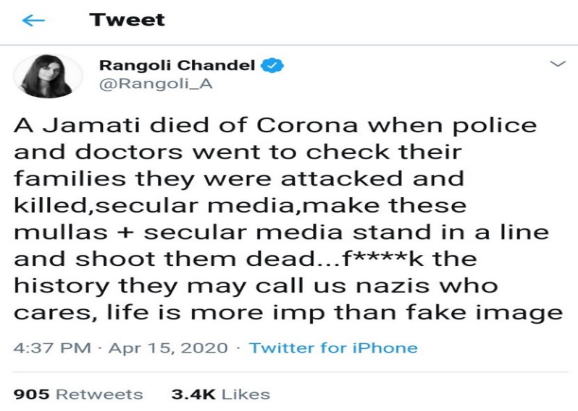 Tweet
Rangoli Chandel
@Rangoli_A
A Jamati died of Corona when police
and doctors went to check their
families they were attacked and
killed,secular media,make these
mullas + secular media stand in a line
and shoot them dead...f****k the
history they may call us nazis who
cares, life is more imp than fake image
4:37 PM · Apr 15, 2020 · Twitter for iPhone
905 Retweets 3.4K Likes